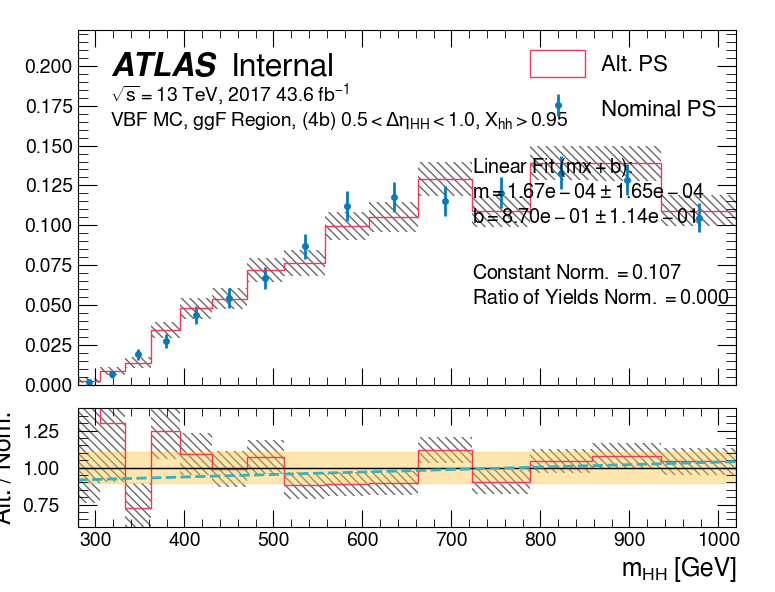 ATLAS Internal
√s = 13 TeV, 2017 43.6 fb⁻¹
VBF MC, ggF Region, (4b) 0.5 < Δη_HH < 1.0, X_hh > 0.95
Alt. PS
Nominal PS
Linear Fit (mx + b):
m = 1.67e − 04 ± 1.65e − 04
b = 8.70e − 01 ± 1.14e − 01
Constant Norm. = 0.107
Ratio of Yields Norm. = 0.000
0.200
0.175
0.150
0.125
0.100
0.075
0.050
0.025
0.000
Alt. / Nom.
1.25
1.00
0.75
300 400 500 600 700 800 900 1000
m_HH [GeV]